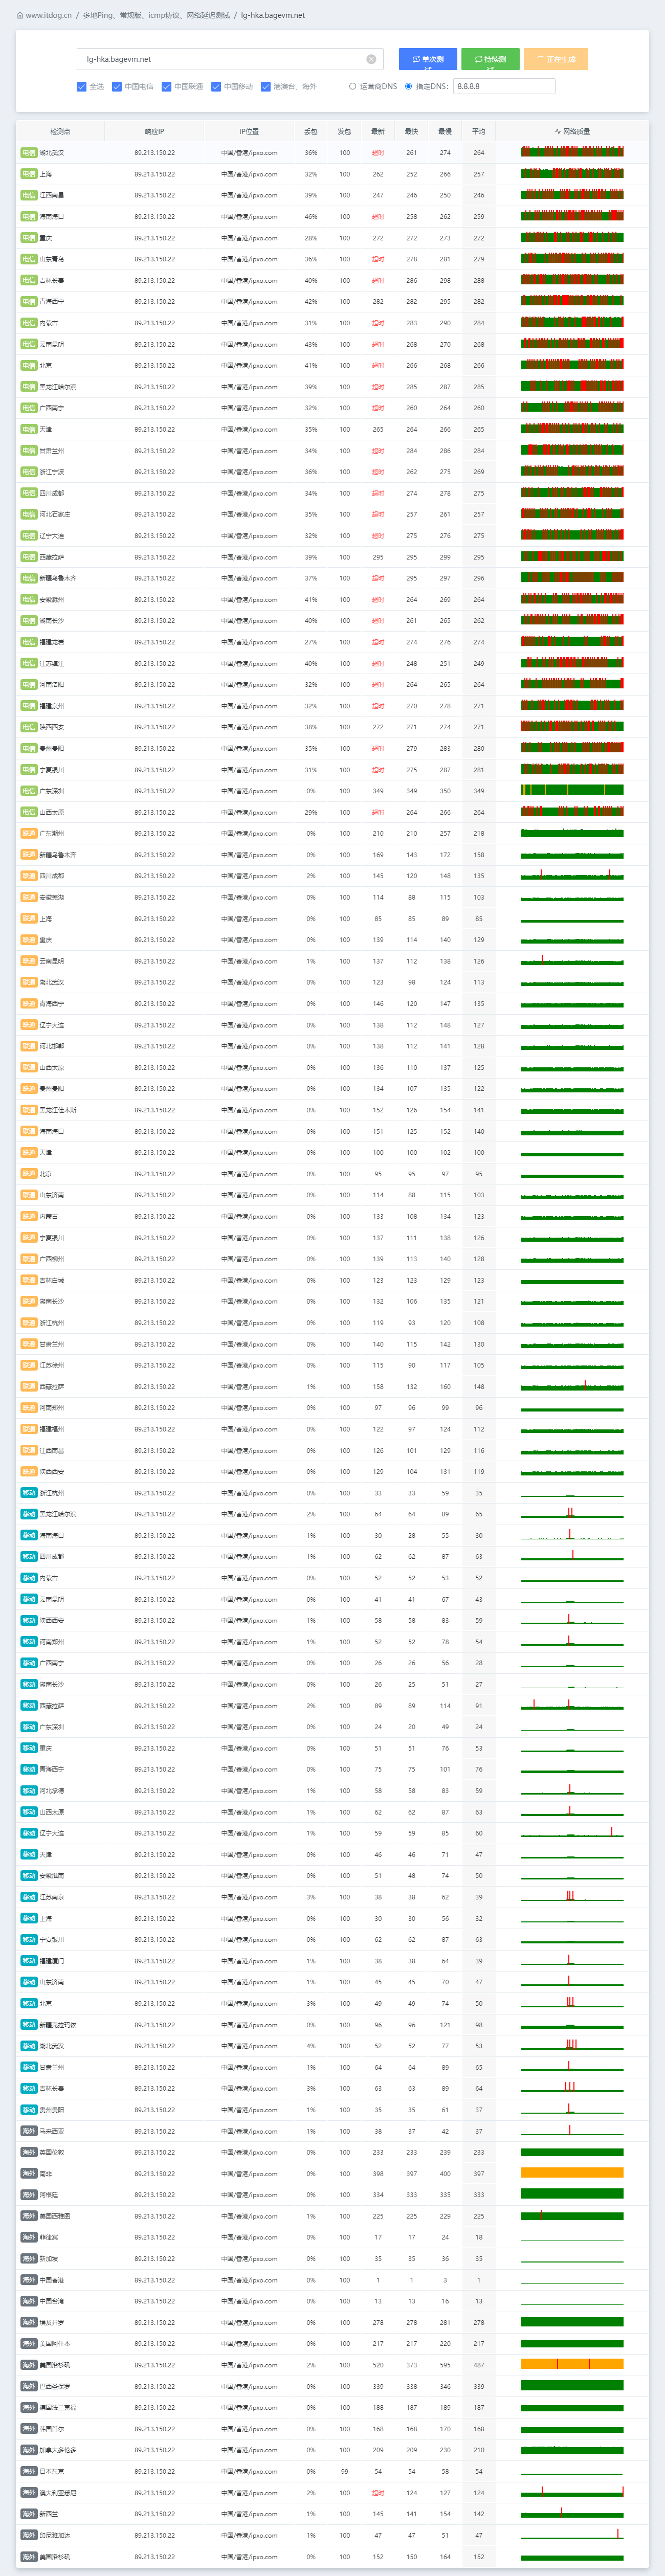 www.itdog.cn / 多地Ping、常规版、icmp协议、网络延迟测试 / lg-hka.bagevm.net
lg-hka.bagevm.net 单次测试 持续测试 正在生成
全选 中国电信 中国联通 中国移动 港澳台、海外 运营商DNS 指定DNS: 8.8.8.8
检测点 响应IP IP位置 丢包 发包 最新 最快 最慢 平均 网络质量
电信 湖北武汉 89.213.150.22 中国/香港/ipxo.com 36% 100 超时 261 274 264
电信 上海 89.213.150.22 中国/香港/ipxo.com 32% 100 262 252 266 257
电信 江西南昌 89.213.150.22 中国/香港/ipxo.com 39% 100 247 246 250 246
电信 海南海口 89.213.150.22 中国/香港/ipxo.com 46% 100 超时 258 262 259
电信 重庆 89.213.150.22 中国/香港/ipxo.com 28% 100 272 272 273 272
电信 山东青岛 89.213.150.22 中国/香港/ipxo.com 36% 100 超时 278 281 279
电信 吉林长春 89.213.150.22 中国/香港/ipxo.com 40% 100 超时 286 298 288
电信 青海西宁 89.213.150.22 中国/香港/ipxo.com 42% 100 282 282 295 282
电信 内蒙古 89.213.150.22 中国/香港/ipxo.com 31% 100 超时 283 290 284
电信 云南昆明 89.213.150.22 中国/香港/ipxo.com 43% 100 超时 268 270 268
电信 北京 89.213.150.22 中国/香港/ipxo.com 41% 100 超时 266 268 266
电信 黑龙江哈尔滨 89.213.150.22 中国/香港/ipxo.com 39% 100 超时 285 287 285
电信 广西南宁 89.213.150.22 中国/香港/ipxo.com 32% 100 超时 260 264 260
电信 天津 89.213.150.22 中国/香港/ipxo.com 35% 100 265 264 266 265
电信 甘肃兰州 89.213.150.22 中国/香港/ipxo.com 34% 100 超时 284 286 284
电信 浙江宁波 89.213.150.22 中国/香港/ipxo.com 36% 100 超时 262 275 269
电信 四川成都 89.213.150.22 中国/香港/ipxo.com 34% 100 超时 274 278 275
电信 河北石家庄 89.213.150.22 中国/香港/ipxo.com 35% 100 超时 257 261 257
电信 辽宁大连 89.213.150.22 中国/香港/ipxo.com 32% 100 超时 275 276 275
电信 西藏拉萨 89.213.150.22 中国/香港/ipxo.com 39% 100 295 295 299 295
电信 新疆乌鲁木齐 89.213.150.22 中国/香港/ipxo.com 37% 100 超时 295 297 296
电信 安徽滁州 89.213.150.22 中国/香港/ipxo.com 41% 100 超时 264 269 264
电信 湖南长沙 89.213.150.22 中国/香港/ipxo.com 40% 100 超时 261 265 262
电信 福建龙岩 89.213.150.22 中国/香港/ipxo.com 27% 100 超时 274 276 274
电信 江苏镇江 89.213.150.22 中国/香港/ipxo.com 40% 100 超时 248 251 249
电信 河南洛阳 89.213.150.22 中国/香港/ipxo.com 32% 100 超时 264 265 264
电信 福建泉州 89.213.150.22 中国/香港/ipxo.com 32% 100 超时 270 278 271
电信 陕西西安 89.213.150.22 中国/香港/ipxo.com 38% 100 272 271 274 271
电信 贵州贵阳 89.213.150.22 中国/香港/ipxo.com 35% 100 超时 279 283 280
电信 宁夏银川 89.213.150.22 中国/香港/ipxo.com 31% 100 超时 275 287 281
电信 广东深圳 89.213.150.22 中国/香港/ipxo.com 0% 100 349 349 350 349
电信 山西太原 89.213.150.22 中国/香港/ipxo.com 29% 100 超时 264 266 264
联通 广东潮州 89.213.150.22 中国/香港/ipxo.com 0% 100 210 210 257 218
联通 新疆乌鲁木齐 89.213.150.22 中国/香港/ipxo.com 0% 100 169 143 172 158
联通 四川成都 89.213.150.22 中国/香港/ipxo.com 2% 100 145 120 148 135
联通 安徽芜湖 89.213.150.22 中国/香港/ipxo.com 0% 100 114 88 115 103
联通 上海 89.213.150.22 中国/香港/ipxo.com 0% 100 85 85 89 85
联通 重庆 89.213.150.22 中国/香港/ipxo.com 0% 100 139 114 140 129
联通 云南昆明 89.213.150.22 中国/香港/ipxo.com 1% 100 137 112 138 126
联通 湖北武汉 89.213.150.22 中国/香港/ipxo.com 0% 100 123 98 124 113
联通 青海西宁 89.213.150.22 中国/香港/ipxo.com 0% 100 146 120 147 135
联通 辽宁大连 89.213.150.22 中国/香港/ipxo.com 0% 100 138 112 148 127
联通 河北邯郸 89.213.150.22 中国/香港/ipxo.com 0% 100 138 112 141 128
联通 山西太原 89.213.150.22 中国/香港/ipxo.com 0% 100 136 110 137 125
联通 贵州贵阳 89.213.150.22 中国/香港/ipxo.com 0% 100 134 107 135 122
联通 黑龙江佳木斯 89.213.150.22 中国/香港/ipxo.com 0% 100 152 126 154 141
联通 海南海口 89.213.150.22 中国/香港/ipxo.com 0% 100 151 125 152 140
联通 天津 89.213.150.22 中国/香港/ipxo.com 0% 100 100 100 102 100
联通 北京 89.213.150.22 中国/香港/ipxo.com 0% 100 95 95 97 95
联通 山东济南 89.213.150.22 中国/香港/ipxo.com 0% 100 114 88 115 103
联通 内蒙古 89.213.150.22 中国/香港/ipxo.com 0% 100 133 108 134 123
联通 宁夏银川 89.213.150.22 中国/香港/ipxo.com 0% 100 137 111 138 126
联通 广西柳州 89.213.150.22 中国/香港/ipxo.com 0% 100 139 113 140 128
联通 吉林白城 89.213.150.22 中国/香港/ipxo.com 0% 100 123 123 129 123
联通 湖南长沙 89.213.150.22 中国/香港/ipxo.com 0% 100 132 106 135 121
联通 浙江杭州 89.213.150.22 中国/香港/ipxo.com 0% 100 119 93 120 108
联通 甘肃兰州 89.213.150.22 中国/香港/ipxo.com 0% 100 140 115 142 130
联通 江苏徐州 89.213.150.22 中国/香港/ipxo.com 0% 100 115 90 117 105
联通 西藏拉萨 89.213.150.22 中国/香港/ipxo.com 1% 100 158 132 160 148
联通 河南郑州 89.213.150.22 中国/香港/ipxo.com 0% 100 97 96 99 96
联通 福建福州 89.213.150.22 中国/香港/ipxo.com 0% 100 122 97 124 112
联通 江西南昌 89.213.150.22 中国/香港/ipxo.com 0% 100 126 101 129 116
联通 陕西西安 89.213.150.22 中国/香港/ipxo.com 0% 100 129 104 131 119
移动 浙江杭州 89.213.150.22 中国/香港/ipxo.com 0% 100 33 33 59 35
移动 黑龙江哈尔滨 89.213.150.22 中国/香港/ipxo.com 2% 100 64 64 89 65
移动 海南海口 89.213.150.22 中国/香港/ipxo.com 1% 100 30 28 55 30
移动 四川成都 89.213.150.22 中国/香港/ipxo.com 1% 100 62 62 87 63
移动 内蒙古 89.213.150.22 中国/香港/ipxo.com 0% 100 52 52 53 52
移动 云南昆明 89.213.150.22 中国/香港/ipxo.com 0% 100 41 41 67 43
移动 陕西西安 89.213.150.22 中国/香港/ipxo.com 1% 100 58 58 83 59
移动 河南郑州 89.213.150.22 中国/香港/ipxo.com 1% 100 52 52 78 54
移动 广西南宁 89.213.150.22 中国/香港/ipxo.com 0% 100 26 26 56 28
移动 湖南长沙 89.213.150.22 中国/香港/ipxo.com 0% 100 26 25 51 27
移动 西藏拉萨 89.213.150.22 中国/香港/ipxo.com 2% 100 89 89 114 91
移动 广东深圳 89.213.150.22 中国/香港/ipxo.com 0% 100 24 20 49 24
移动 重庆 89.213.150.22 中国/香港/ipxo.com 0% 100 51 51 76 53
移动 青海西宁 89.213.150.22 中国/香港/ipxo.com 0% 100 75 75 101 76
移动 河北承德 89.213.150.22 中国/香港/ipxo.com 1% 100 58 58 83 59
移动 山西太原 89.213.150.22 中国/香港/ipxo.com 1% 100 62 62 87 63
移动 辽宁大连 89.213.150.22 中国/香港/ipxo.com 1% 100 59 59 85 60
移动 天津 89.213.150.22 中国/香港/ipxo.com 0% 100 46 46 71 47
移动 安徽淮南 89.213.150.22 中国/香港/ipxo.com 0% 100 51 48 74 50
移动 江苏南京 89.213.150.22 中国/香港/ipxo.com 3% 100 38 38 62 39
移动 上海 89.213.150.22 中国/香港/ipxo.com 0% 100 30 30 56 32
移动 宁夏银川 89.213.150.22 中国/香港/ipxo.com 0% 100 62 62 87 63
移动 福建厦门 89.213.150.22 中国/香港/ipxo.com 1% 100 38 38 64 39
移动 山东济南 89.213.150.22 中国/香港/ipxo.com 1% 100 45 45 70 47
移动 北京 89.213.150.22 中国/香港/ipxo.com 3% 100 49 49 74 50
移动 新疆克拉玛依 89.213.150.22 中国/香港/ipxo.com 0% 100 96 96 121 98
移动 湖北武汉 89.213.150.22 中国/香港/ipxo.com 4% 100 52 52 77 53
移动 甘肃兰州 89.213.150.22 中国/香港/ipxo.com 1% 100 64 64 89 65
移动 吉林长春 89.213.150.22 中国/香港/ipxo.com 3% 100 63 63 89 64
移动 贵州贵阳 89.213.150.22 中国/香港/ipxo.com 1% 100 35 35 61 37
海外 马来西亚 89.213.150.22 中国/香港/ipxo.com 1% 100 38 37 42 37
海外 英国伦敦 89.213.150.22 中国/香港/ipxo.com 0% 100 233 233 239 233
海外 南非 89.213.150.22 中国/香港/ipxo.com 0% 100 398 397 400 397
海外 阿根廷 89.213.150.22 中国/香港/ipxo.com 0% 100 334 333 335 333
海外 美国西雅图 89.213.150.22 中国/香港/ipxo.com 1% 100 225 225 229 225
海外 菲律宾 89.213.150.22 中国/香港/ipxo.com 0% 100 17 17 24 18
海外 新加坡 89.213.150.22 中国/香港/ipxo.com 0% 100 35 35 36 35
海外 中国香港 89.213.150.22 中国/香港/ipxo.com 0% 100 1 1 3 1
海外 中国台湾 89.213.150.22 中国/香港/ipxo.com 0% 100 13 13 16 13
海外 埃及开罗 89.213.150.22 中国/香港/ipxo.com 0% 100 278 278 281 278
海外 美国阿什本 89.213.150.22 中国/香港/ipxo.com 0% 100 217 217 220 217
海外 美国洛杉矶 89.213.150.22 中国/香港/ipxo.com 2% 100 520 373 595 487
海外 巴西圣保罗 89.213.150.22 中国/香港/ipxo.com 0% 100 339 338 346 339
海外 德国法兰克福 89.213.150.22 中国/香港/ipxo.com 0% 100 188 187 189 187
海外 韩国首尔 89.213.150.22 中国/香港/ipxo.com 0% 100 168 168 170 168
海外 加拿大多伦多 89.213.150.22 中国/香港/ipxo.com 0% 100 209 209 230 210
海外 日本东京 89.213.150.22 中国/香港/ipxo.com 0% 99 54 54 58 54
海外 澳大利亚悉尼 89.213.150.22 中国/香港/ipxo.com 2% 100 超时 124 127 124
海外 新西兰 89.213.150.22 中国/香港/ipxo.com 1% 100 145 141 154 142
海外 印尼雅加达 89.213.150.22 中国/香港/ipxo.com 1% 100 47 47 51 47
海外 美国洛杉矶 89.213.150.22 中国/香港/ipxo.com 0% 100 152 150 164 152